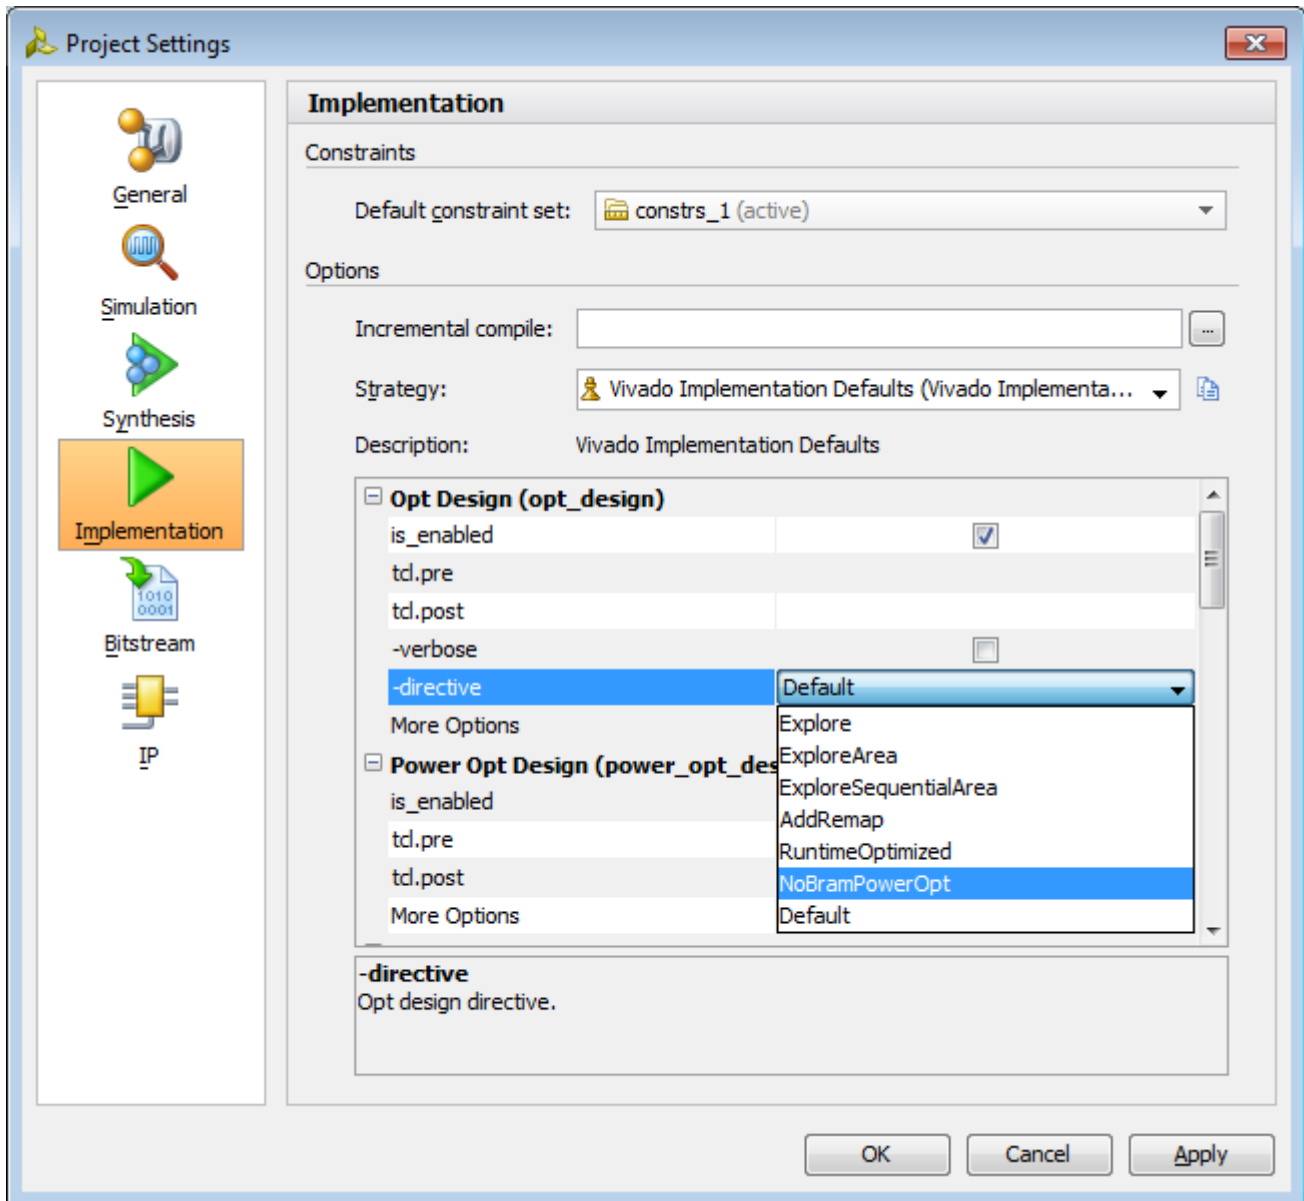 Project Settings
General
Simulation
Synthesis
Implementation
1010
0001
Bitstream
IP
Implementation
Constraints
Default constraint set: constrs_1 (active)
Options
Incremental compile: ...
Strategy: Vivado Implementation Defaults (Vivado Implementa...
Description: Vivado Implementation Defaults
Opt Design (opt_design)
is_enabled
tcl.pre
tcl.post
-verbose
-directive Default
More Options Explore
ExploreArea
Power Opt Design (power_opt_des
ExploreSequentialArea
is_enabled
AddRemap
tcl.pre
RuntimeOptimized
tcl.post NoBramPowerOpt
More Options Default
-directive
Opt design directive.
OK Cancel Apply